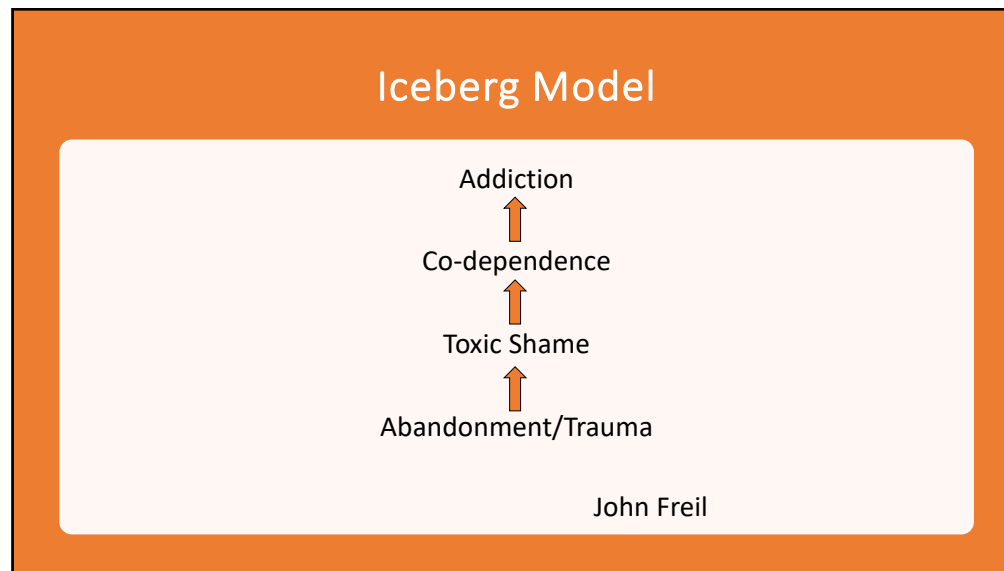 Iceberg Model
Addiction
Co-dependence
Toxic Shame
Abandonment/Trauma
John Freil